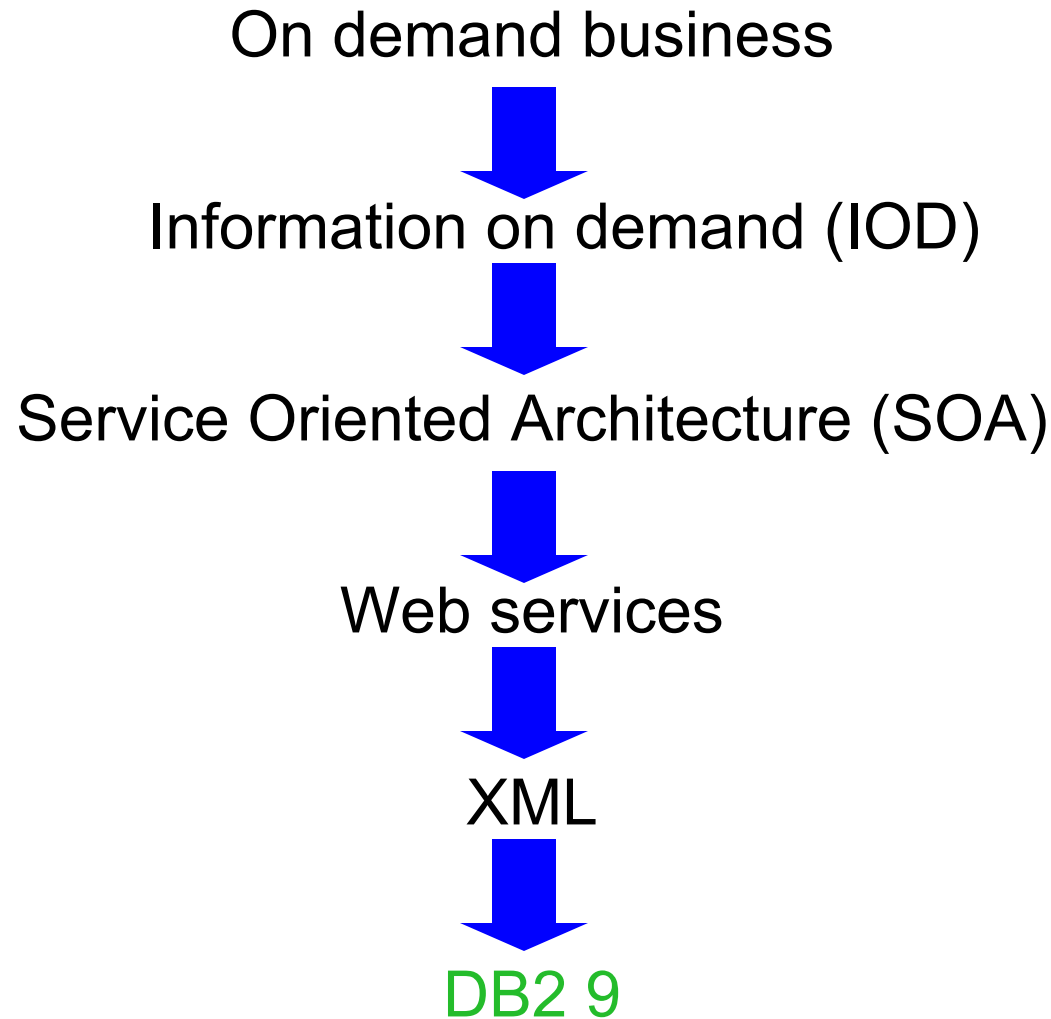 On demand business
Information on demand (IOD)
Service Oriented Architecture (SOA)
Web services
XML
DB2 9